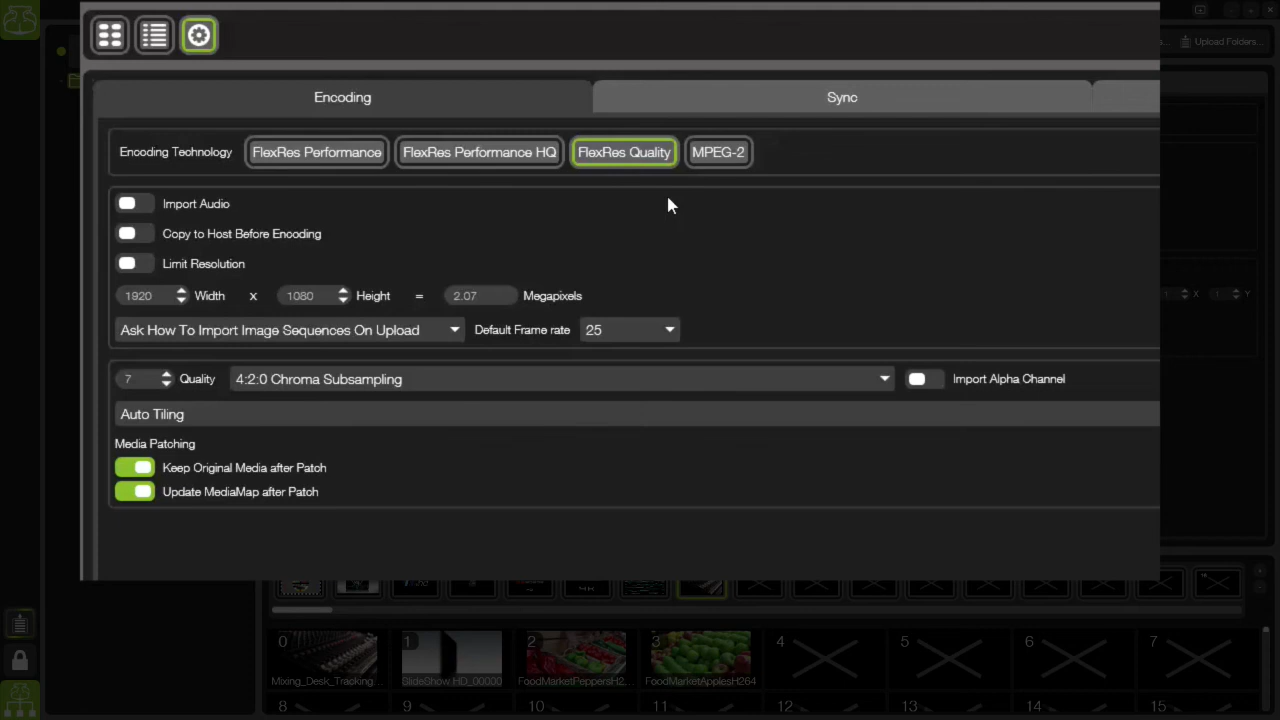 Upload Folders...
Encoding
Sync
Encoding Technology
FlexRes Performance
FlexRes Performance HQ
FlexRes Quality
MPEG-2
Import Audio
Copy to Host Before Encoding
Limit Resolution
1920 Width x 1080 Height = 2.07 Megapixels
Ask How To Import Image Sequences On Upload
Default Frame rate 25
7 Quality 4:2:0 Chroma Subsampling
Import Alpha Channel
Auto Tiling
Media Patching
Keep Original Media after Patch
Update MediaMap after Patch
1 X 1 Y
0 1 2 3 4 5 6 7
Mixing_Desk_Tracking... SlideShow HD_00000 FoodMarketPeppersH2... FoodMarketApplesH264
8 9 10 11 12 13 14 15